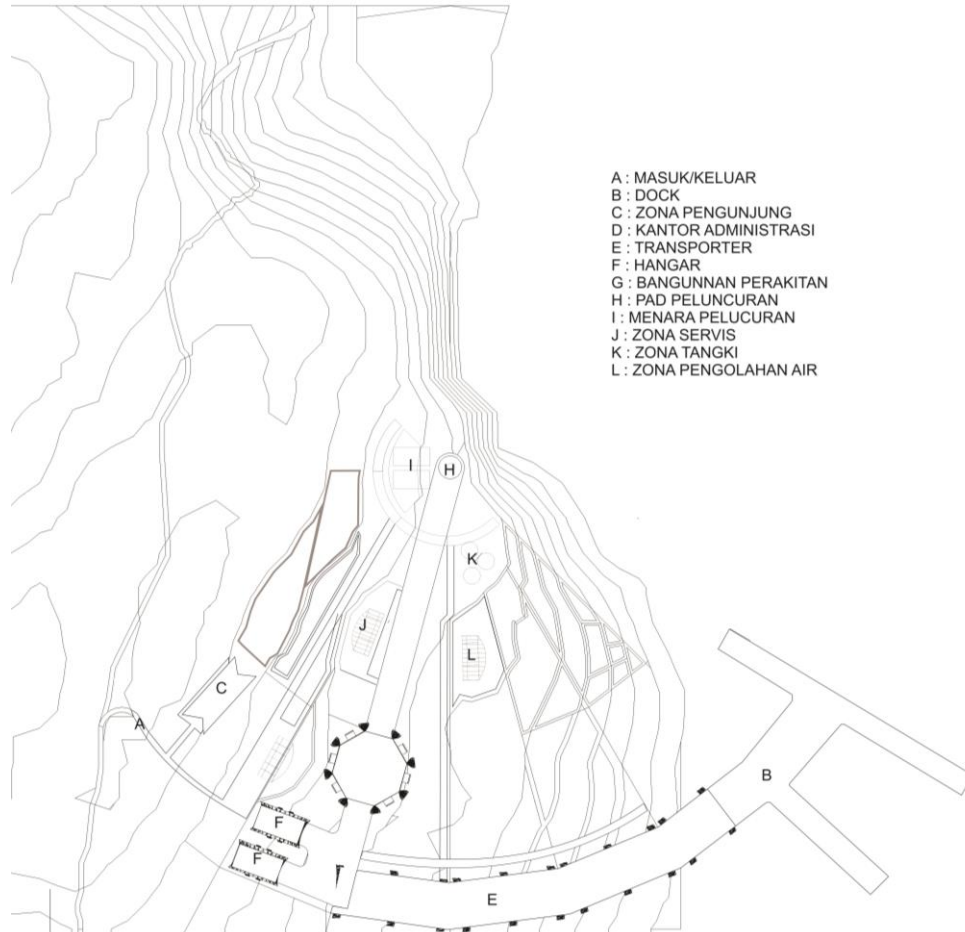 A : MASUK/KELUAR
B : DOCK
C : ZONA PENGUNJUNG
D : KANTOR ADMINISTRASI
E : TRANSPORTER
F : HANGAR
G : BANGUNNAN PERAKITAN
H : PAD PELUNCURAN
I : MENARA PELUCURAN
J : ZONA SERVIS
K : ZONA TANGKI
L : ZONA PENGOLAHAN AIR
I
H
K
J
L
C
A
B
F
F
E